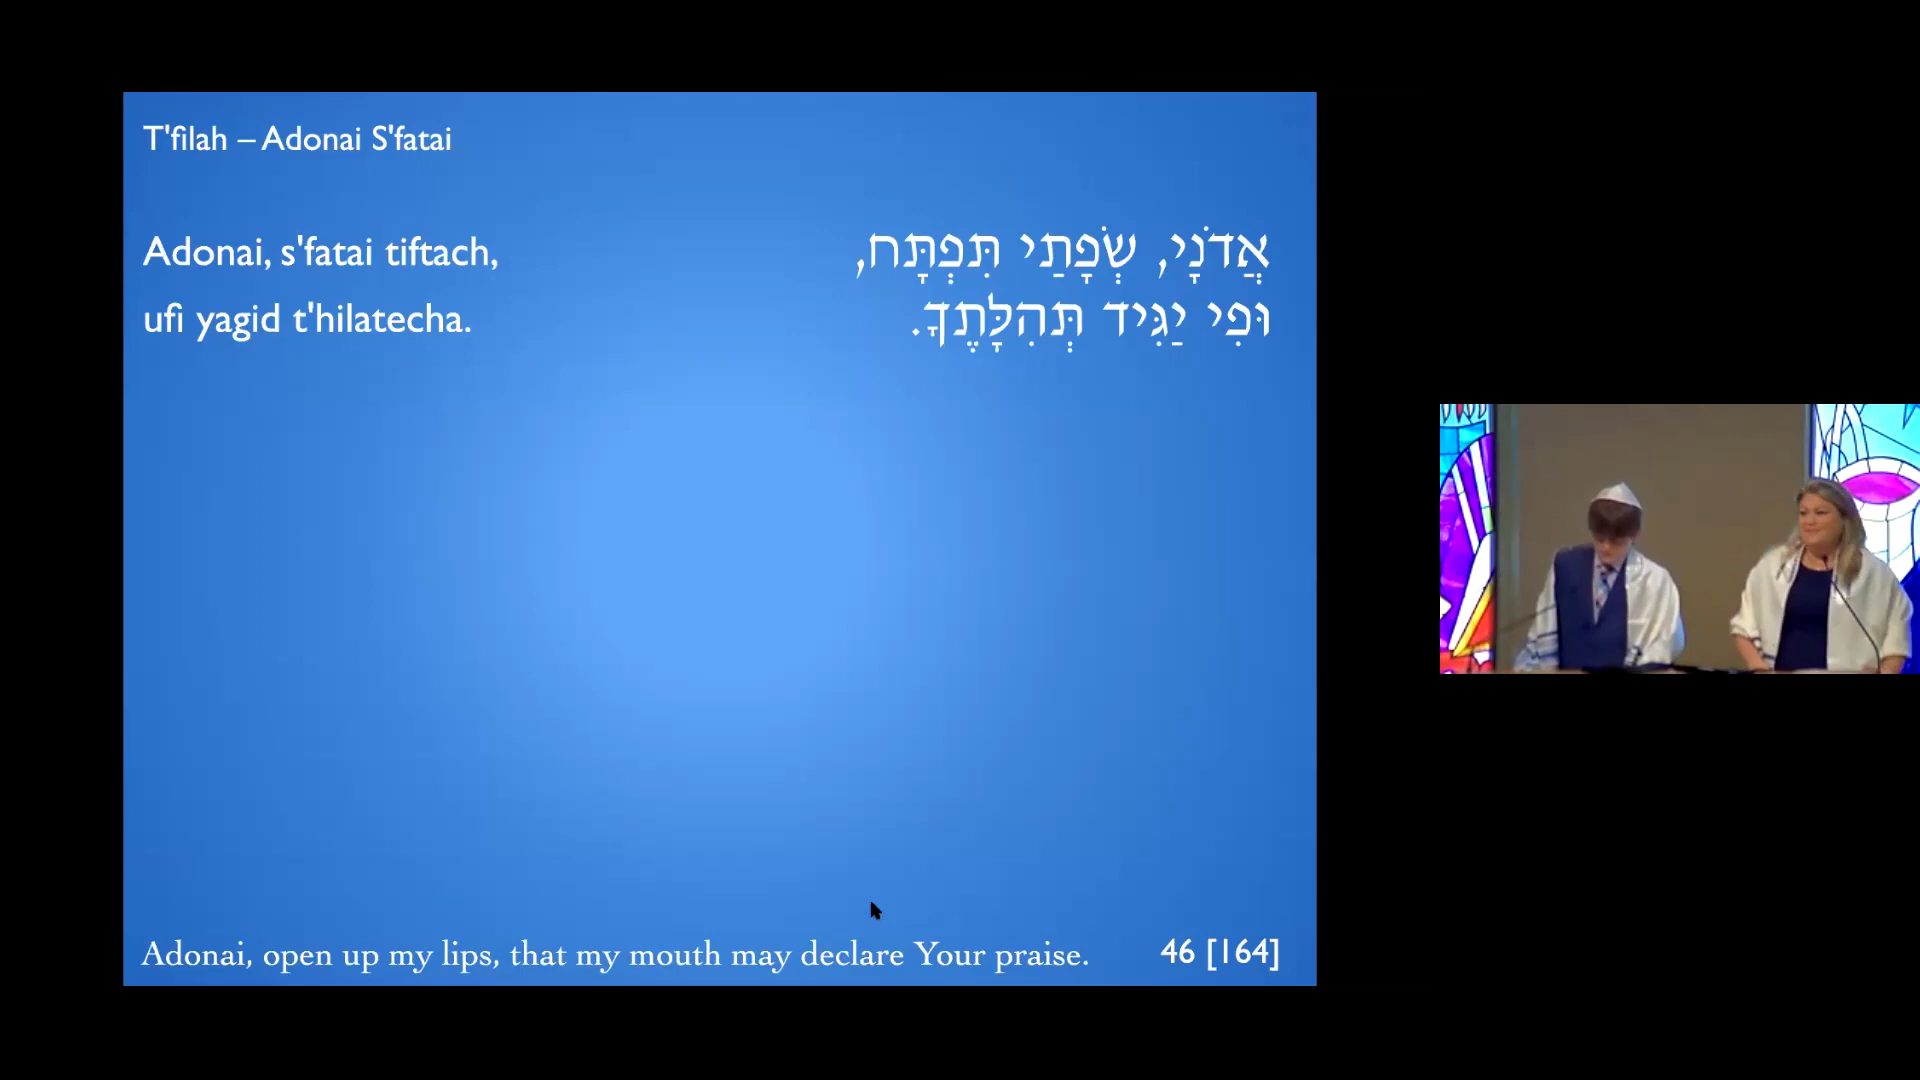 T'filah – Adonai S'fatai
Adonai, s'fatai tiftach,
ufi yagid t'hilatecha.
אֲדֹנָי, שְׂפָתַי תִּפְתָּח,
וּפִי יַגִּיד תְּהִלָּתֶךָ.
Adonai, open up my lips, that my mouth may declare Your praise.
46 [164]